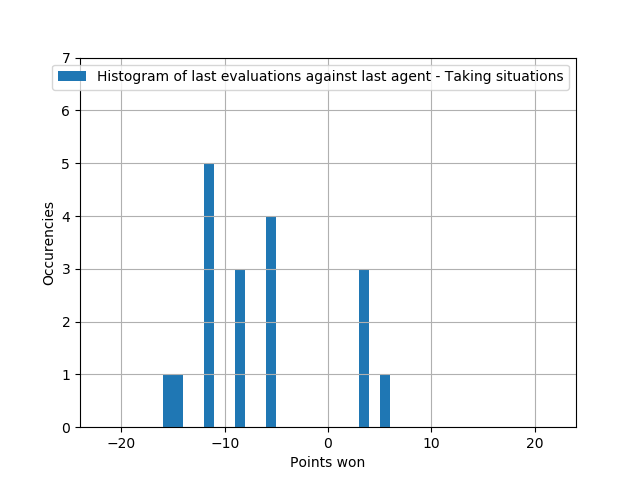 Histogram of last evaluations against last agent - Taking situations
7
6
5
4
3
2
1
0
Occurencies
−20 −10 0 10 20
Points won